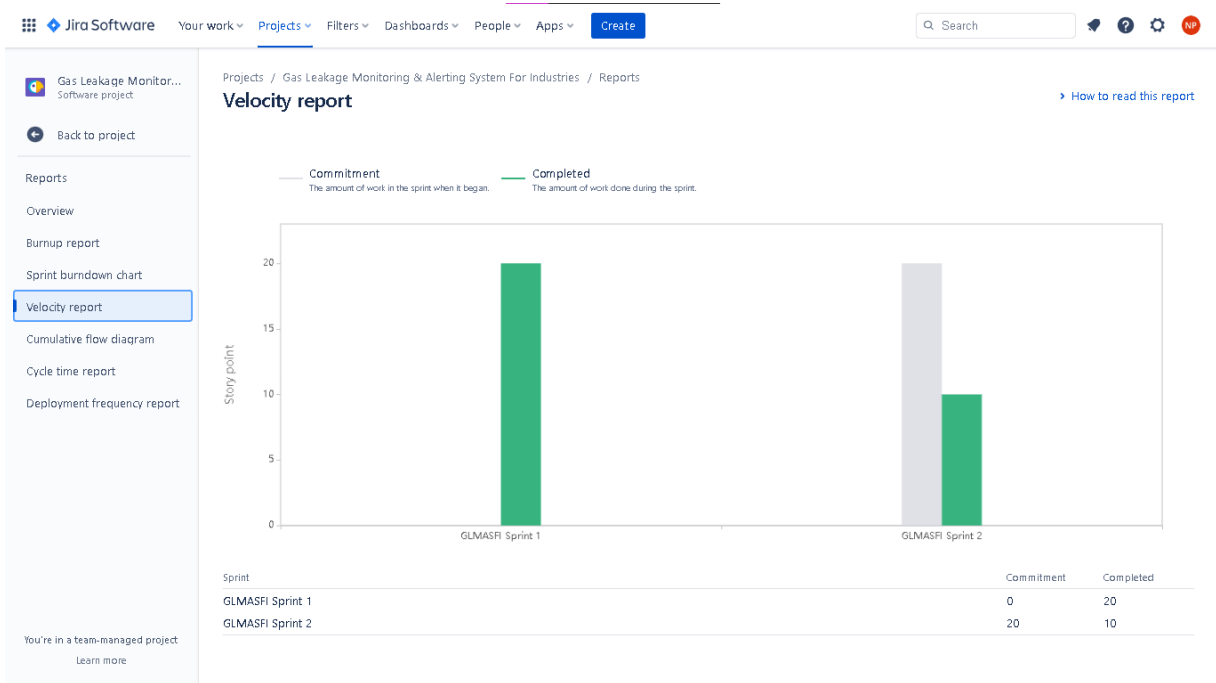 Jira Software Your work Projects Filters Dashboards People Apps Create Search NP
Gas Leakage Monitor...
Software project
Back to project
Reports
Overview
Burnup report
Sprint burndown chart
Velocity report
Cumulative flow diagram
Cycle time report
Deployment frequency report
You're in a team-managed project
Learn more
Projects / Gas Leakage Monitoring & Alerting System For Industries / Reports
Velocity report
How to read this report
Commitment
The amount of work in the sprint when it began.
Completed
The amount of work done during the sprint.
Story point
20
15
10
5
0
GLMASFI Sprint 1 GLMASFI Sprint 2
Sprint Commitment Completed
GLMASFI Sprint 1 0 20
GLMASFI Sprint 2 20 10